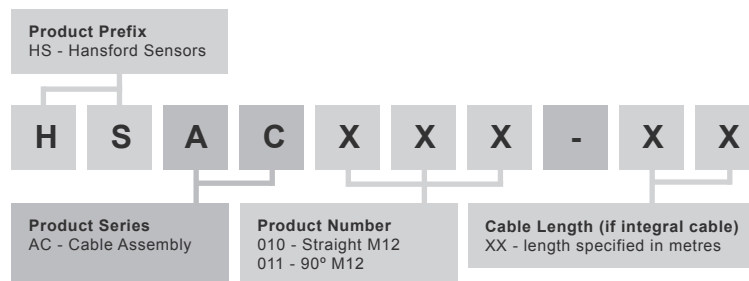 Product Prefix
HS - Hansford Sensors
H S A C X X X - X X
Product Series
AC - Cable Assembly
Product Number
010 - Straight M12
011 - 90º M12
Cable Length (if integral cable)
XX - length specified in metres